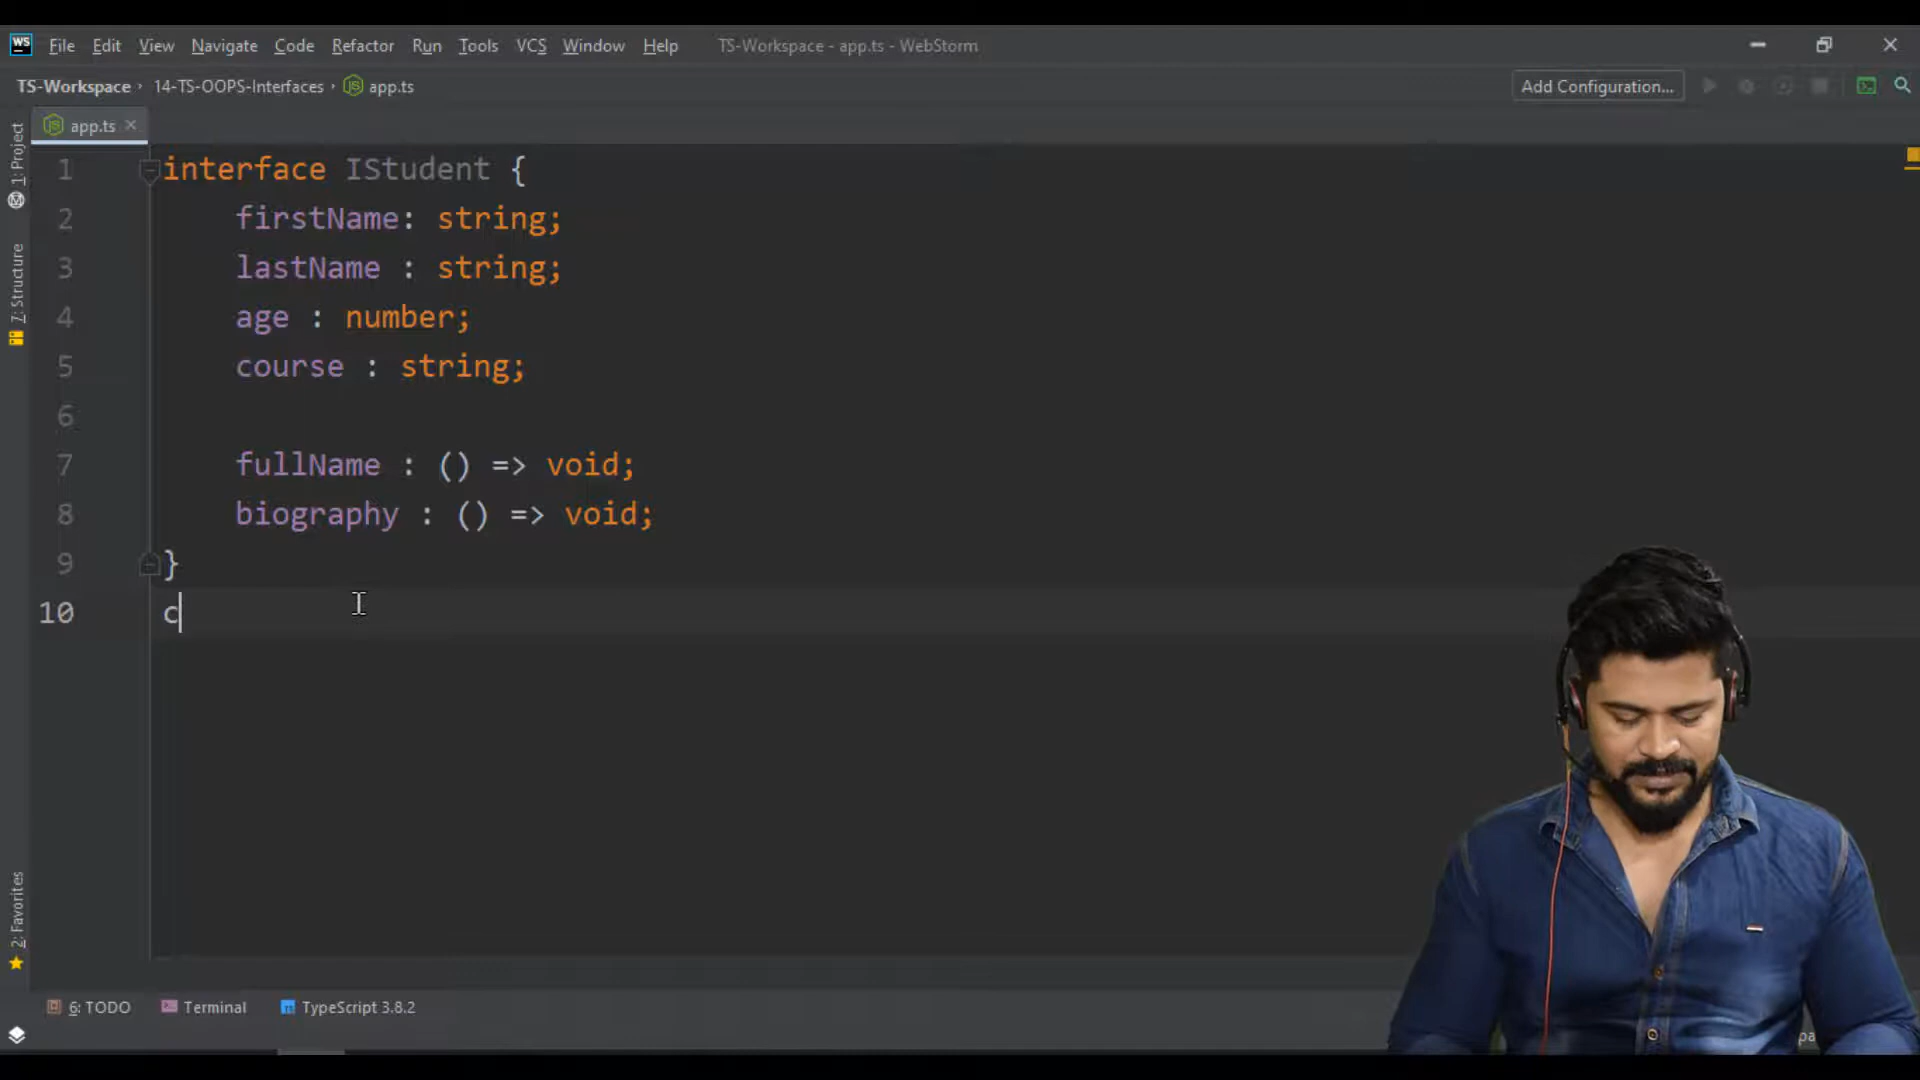 WS File Edit View Navigate Code Refactor Run Tools VCS Window Help TS-Workspace - app.ts - WebStorm
TS-Workspace 14-TS-OOPS-Interfaces app.ts Add Configuration...
app.ts
1: Project
7: Structure
2: Favorites
1 interface IStudent {
2 firstName: string;
3 lastName : string;
4 age : number;
5 course : string;
6
7 fullName : () => void;
8 biography : () => void;
9 }
10 c
6: TODO Terminal TypeScript 3.8.2